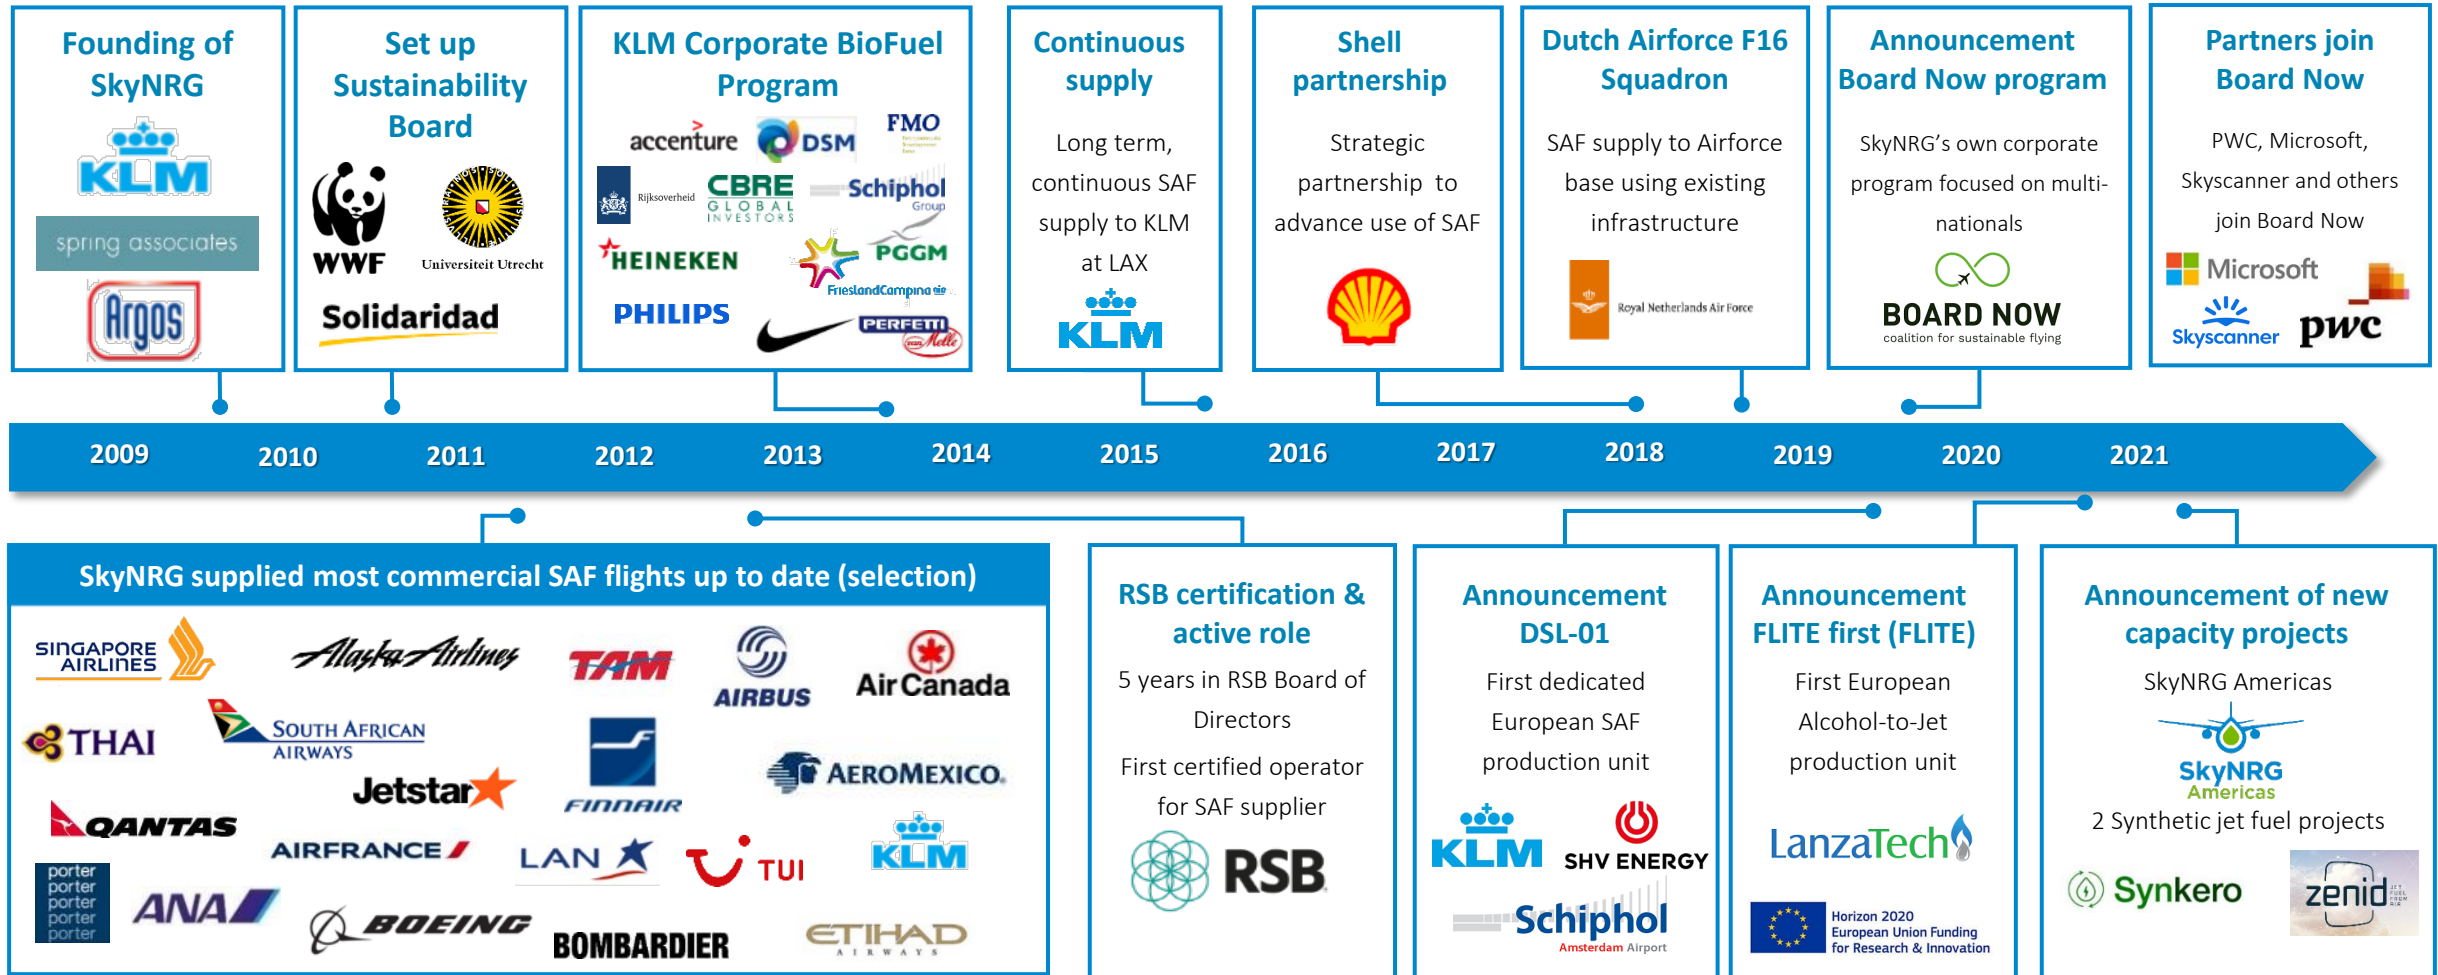 Founding of
SkyNRG
KLM
spring associates
Argos
Set up
Sustainability
Board
WWF
Universiteit Utrecht
Solidaridad
KLM Corporate BioFuel
Program
accenture
DSM
FMO
Rijksoverheid
CBRE
GLOBAL
INVESTORS
Schiphol
Group
HEINEKEN
PGGM
FrieslandCampina
PHILIPS
PERFETTI
van Melle
Continuous
supply
Long term,
continuous SAF
supply to KLM
at LAX
KLM
Shell
partnership
Strategic
partnership to
advance use of SAF
Dutch Airforce F16
Squadron
SAF supply to Airforce
base using existing
infrastructure
Royal Netherlands Air Force
Announcement
Board Now program
SkyNRG's own corporate
program focused on multi-
nationals
BOARD NOW
coalition for sustainable flying
Partners join
Board Now
PWC, Microsoft,
Skyscanner and others
join Board Now
Microsoft
Skyscanner
pwc
2009
2010
2011
2012
2013
2014
2015
2016
2017
2018
2019
2020
2021
SkyNRG supplied most commercial SAF flights up to date (selection)
SINGAPORE
AIRLINES
Alaska Airlines
TAM
AIRBUS
Air Canada
THAI
SOUTH AFRICAN
AIRWAYS
Jetstar
FINNAIR
AEROMEXICO.
QANTAS
AIRFRANCE
LAN
TUI
KLM
porter
porter
porter
porter
porter
ANA
BOEING
BOMBARDIER
ETIHAD
AIRWAYS
RSB certification &
active role
5 years in RSB Board of
Directors
First certified operator
for SAF supplier
RSB
Announcement
DSL-01
First dedicated
European SAF
production unit
KLM
SHV ENERGY
Schiphol
Amsterdam Airport
Announcement
FLITE first (FLITE)
First European
Alcohol-to-Jet
production unit
LanzaTech
Horizon 2020
European Union Funding
for Research & Innovation
Announcement of new
capacity projects
SkyNRG Americas
SkyNRG
Americas
2 Synthetic jet fuel projects
Synkero
zenid
JET
FUEL
FROM
AIR